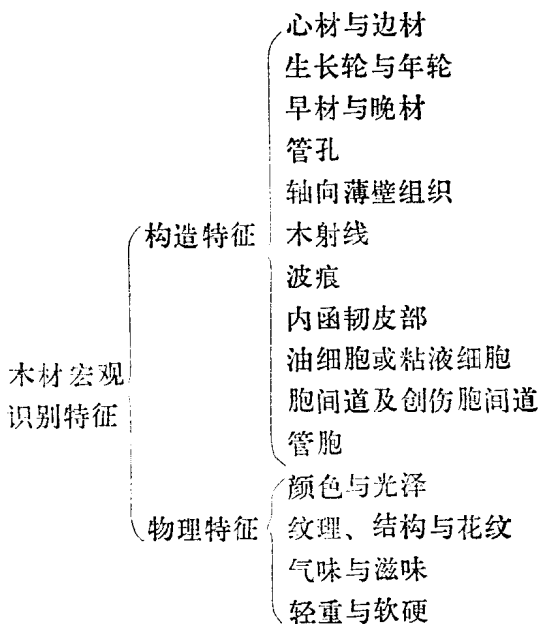 木材宏观
识别特征
构造特征
心材与边材
生长轮与年轮
早材与晚材
管孔
轴向薄壁组织
木射线
波痕
内函韧皮部
油细胞或粘液细胞
胞间道及创伤胞间道
管胞
物理特征
颜色与光泽
纹理、结构与花纹
气味与滋味
轻重与软硬